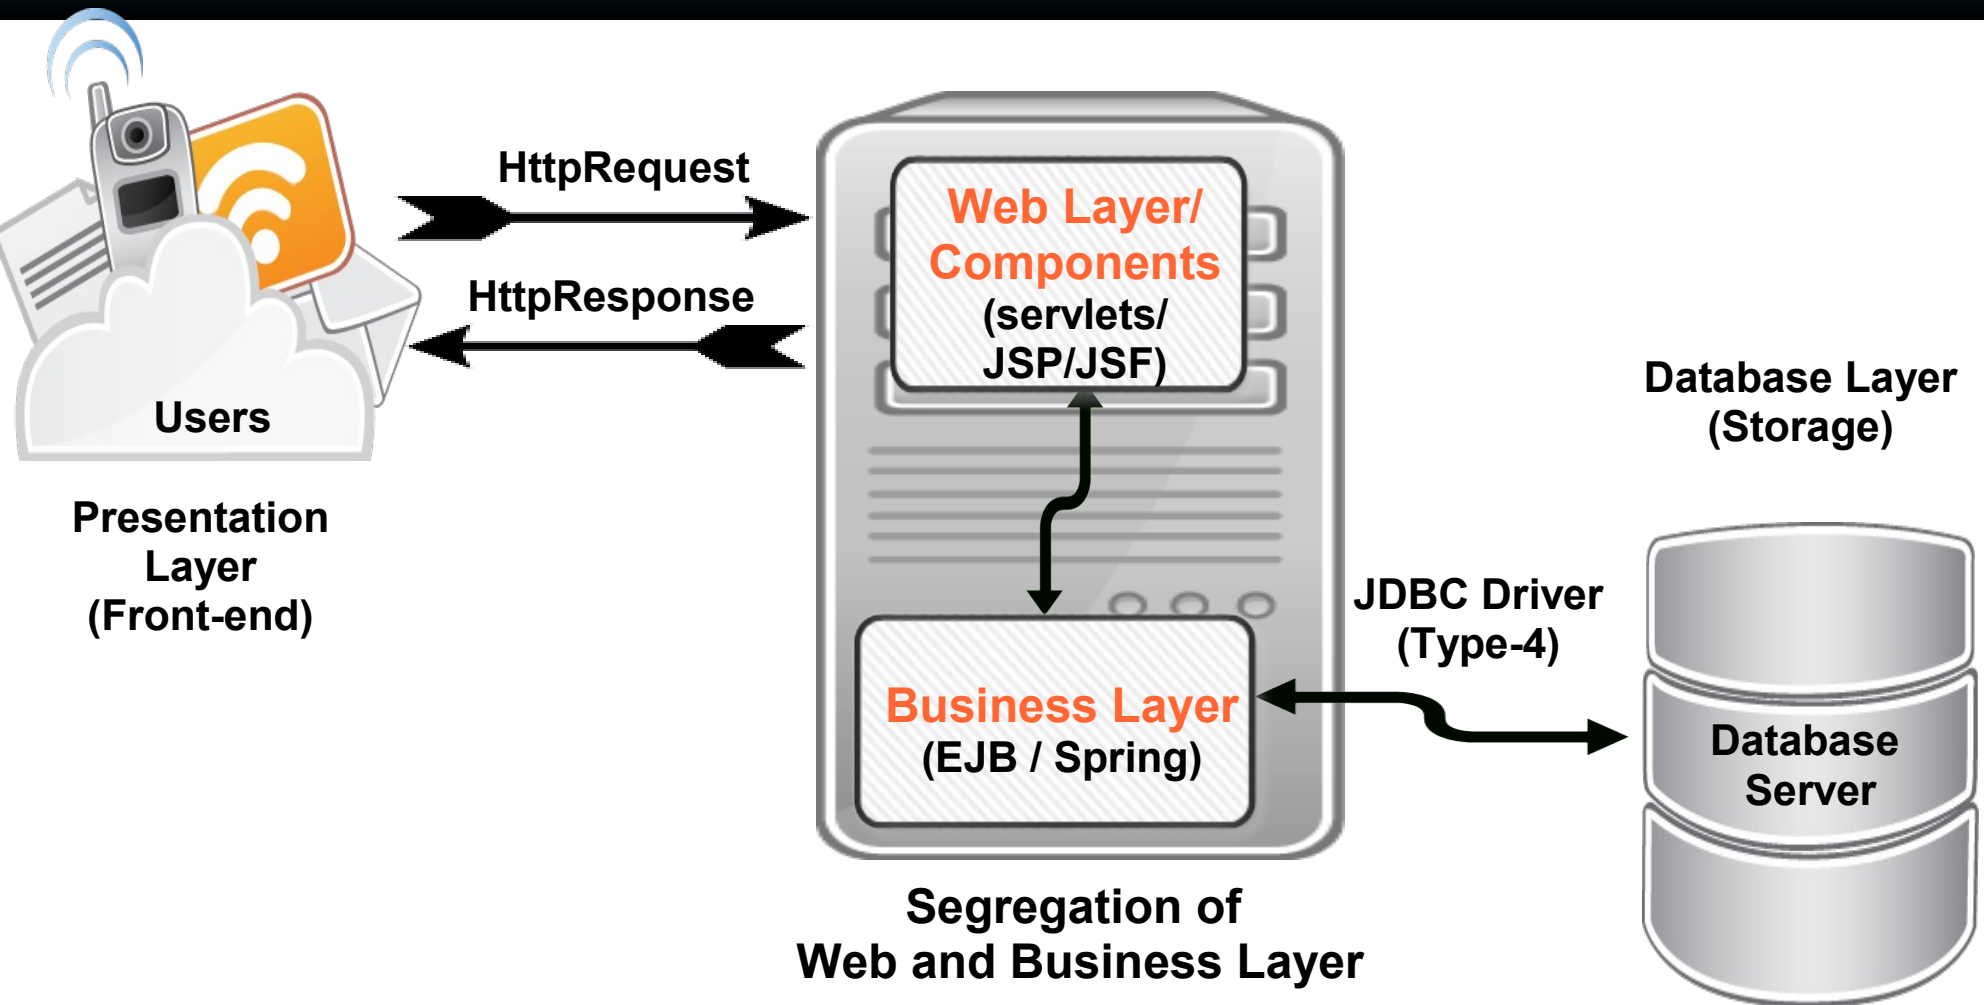 HttpRequest
HttpResponse
Users
Presentation
Layer
(Front-end)
Web Layer/
Components
(servlets/
JSP/JSF)
Business Layer
(EJB / Spring)
Segregation of
Web and Business Layer
JDBC Driver
(Type-4)
Database Layer
(Storage)
Database
Server